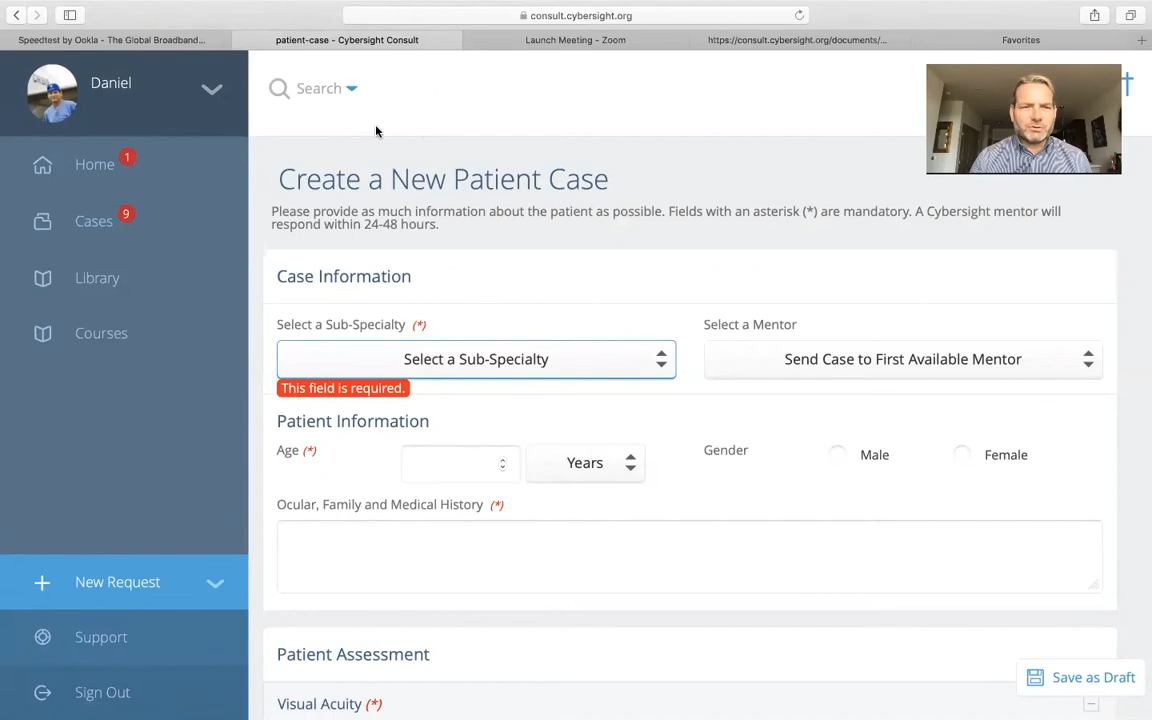 consult.cybersight.org
Speedtest by Ookla - The Global Broadband...
patient-case - Cybersight Consult
Launch Meeting - Zoom
https://consult.cybersight.org/documents/...
Favorites
Daniel
Search
Home 1
Cases 9
Library
Courses
New Request
Support
Sign Out
Create a New Patient Case
Please provide as much information about the patient as possible. Fields with an asterisk (*) are mandatory. A Cybersight mentor will
respond within 24-48 hours.
Case Information
Select a Sub-Specialty (*)
Select a Mentor
Select a Sub-Specialty
Send Case to First Available Mentor
This field is required.
Patient Information
Age (*)
Years
Gender
Male
Female
Ocular, Family and Medical History (*)
Patient Assessment
Save as Draft
Visual Acuity (*)